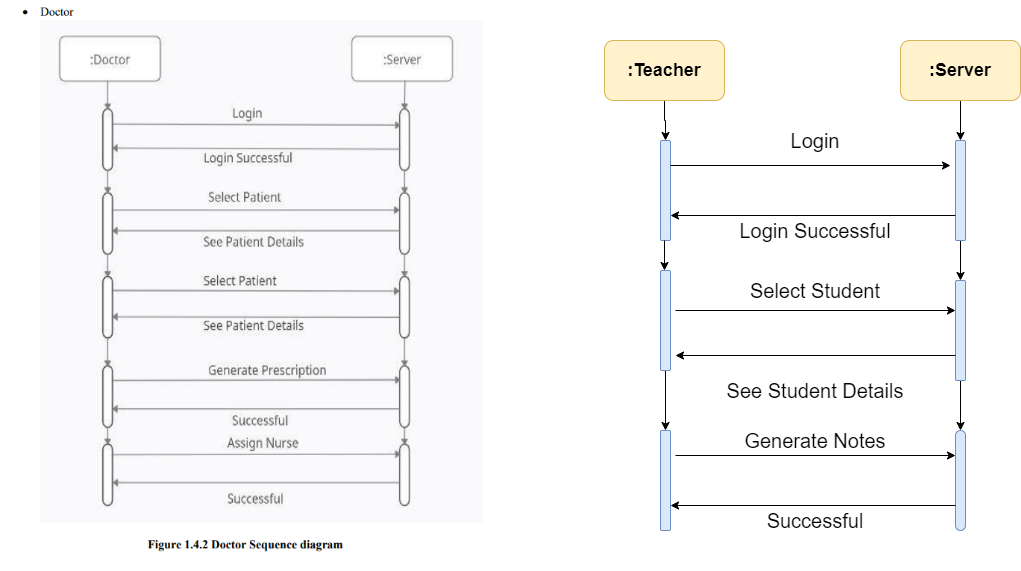 Doctor
:Doctor
:Server
Login
Login Successful
Select Patient
See Patient Details
Select Patient
See Patient Details
Generate Prescription
Successful
Assign Nurse
Successful
Figure 1.4.2 Doctor Sequence diagram
:Teacher
:Server
Login
Login Successful
Select Student
See Student Details
Generate Notes
Successful